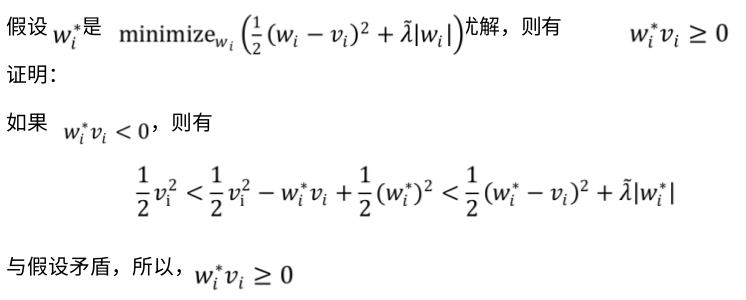 假设 $w_i^*$是 $\text{minimize}_{w_i} \left(\frac{1}{2}(w_i - v_i)^2 + \tilde{\lambda}|w_i|\right)$尤解，则有 $w_i^* v_i \geq 0$
证明：
如果 $w_i^* v_i < 0$，则有
$\frac{1}{2}v_i^2 < \frac{1}{2}v_i^2 - w_i^* v_i + \frac{1}{2}(w_i^*)^2 < \frac{1}{2}(w_i^* - v_i)^2 + \tilde{\lambda}|w_i^*|$
与假设矛盾，所以，$w_i^* v_i \geq 0$